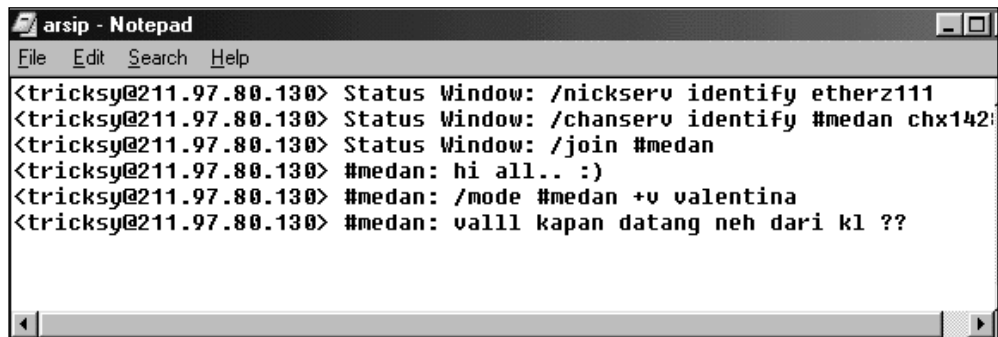 arsip - Notepad
File Edit Search Help
<tricksy@211.97.80.130> Status Window: /nickserv identify etherz111
<tricksy@211.97.80.130> Status Window: /chanserv identify #medan
<tricksy@211.97.80.130> Status Window: /join #medan
<tricksy@211.97.80.130> #medan: hi all.. :)
<tricksy@211.97.80.130> #medan: /mode #medan +v valentina
<tricksy@211.97.80.130> #medan: valll kapan datang neh dari kl ??